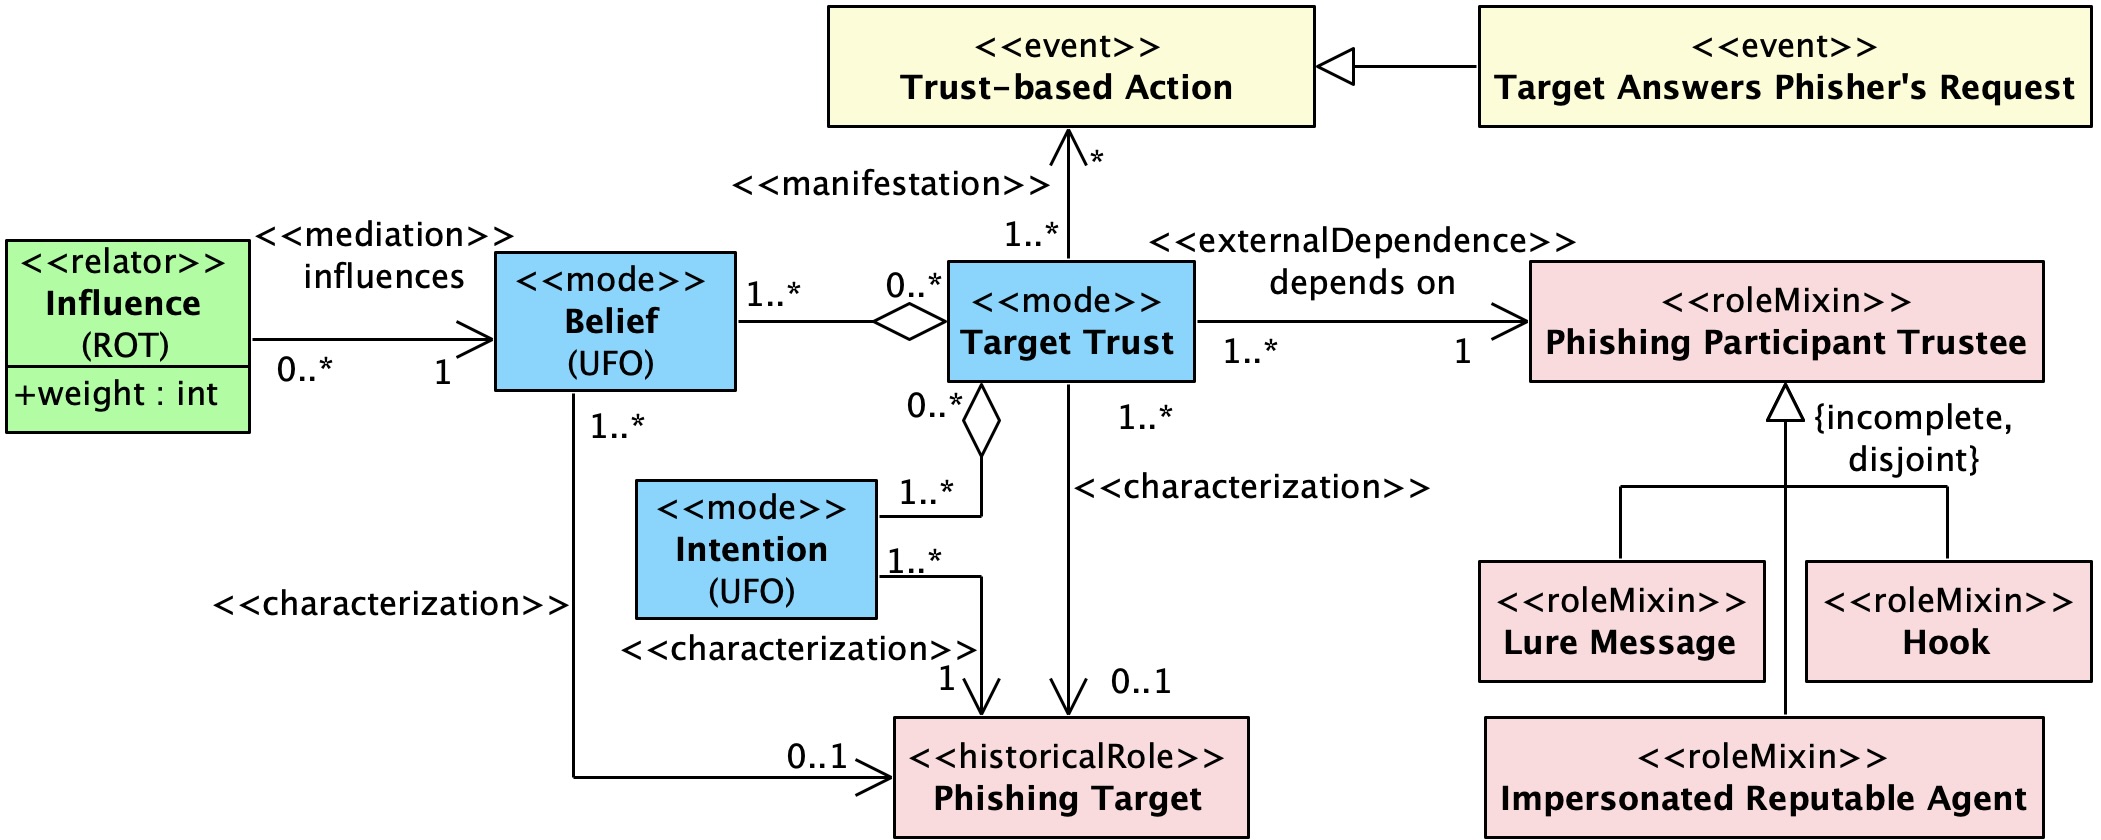 <<event>>
Trust-based Action
<<event>>
Target Answers Phisher's Request
*
<<manifestation>>
1..*
<<relator>>
Influence
(ROT)
+weight : int
<<mediation>>
influences
0..*
1
<<mode>>
Belief
(UFO)
1..*
0..*
<<mode>>
Target Trust
<<externalDependence>>
depends on
1..*
1
<<roleMixin>>
Phishing Participant Trustee
{incomplete,
disjoint}
1..*
0..*
1..*
1..*
<<characterization>>
<<mode>>
Intention
(UFO)
1..*
<<characterization>>
<<characterization>>
1
0..1
0..1
<<historicalRole>>
Phishing Target
<<roleMixin>>
Lure Message
<<roleMixin>>
Hook
<<roleMixin>>
Impersonated Reputable Agent